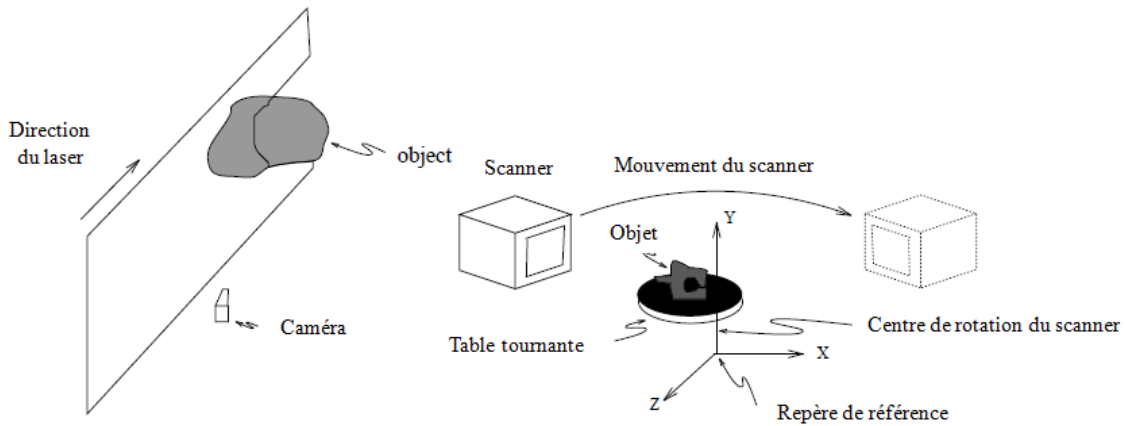 Direction
du laser
object
Caméra
Scanner
Mouvement du scanner
Objet
Y
Table tournante
Centre de rotation du scanner
X
Z
Repère de référence